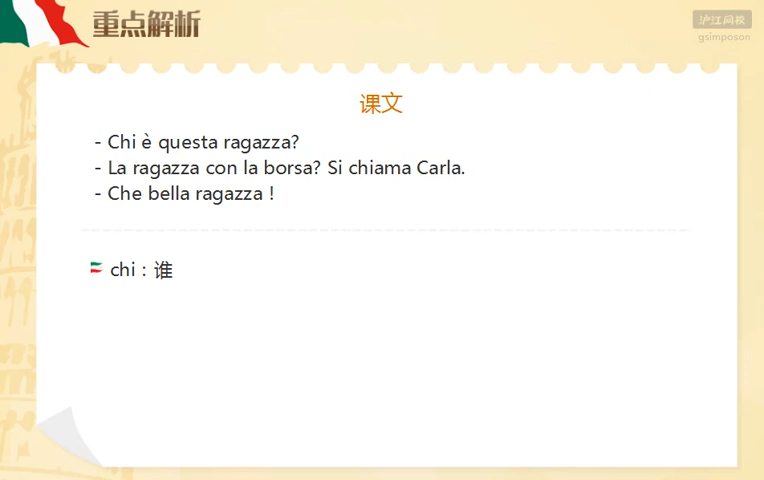 重点解析
沪江网校
gsimposon
课文
- Chi è questa ragazza?
- La ragazza con la borsa? Si chiama Carla.
- Che bella ragazza !
chi : 谁